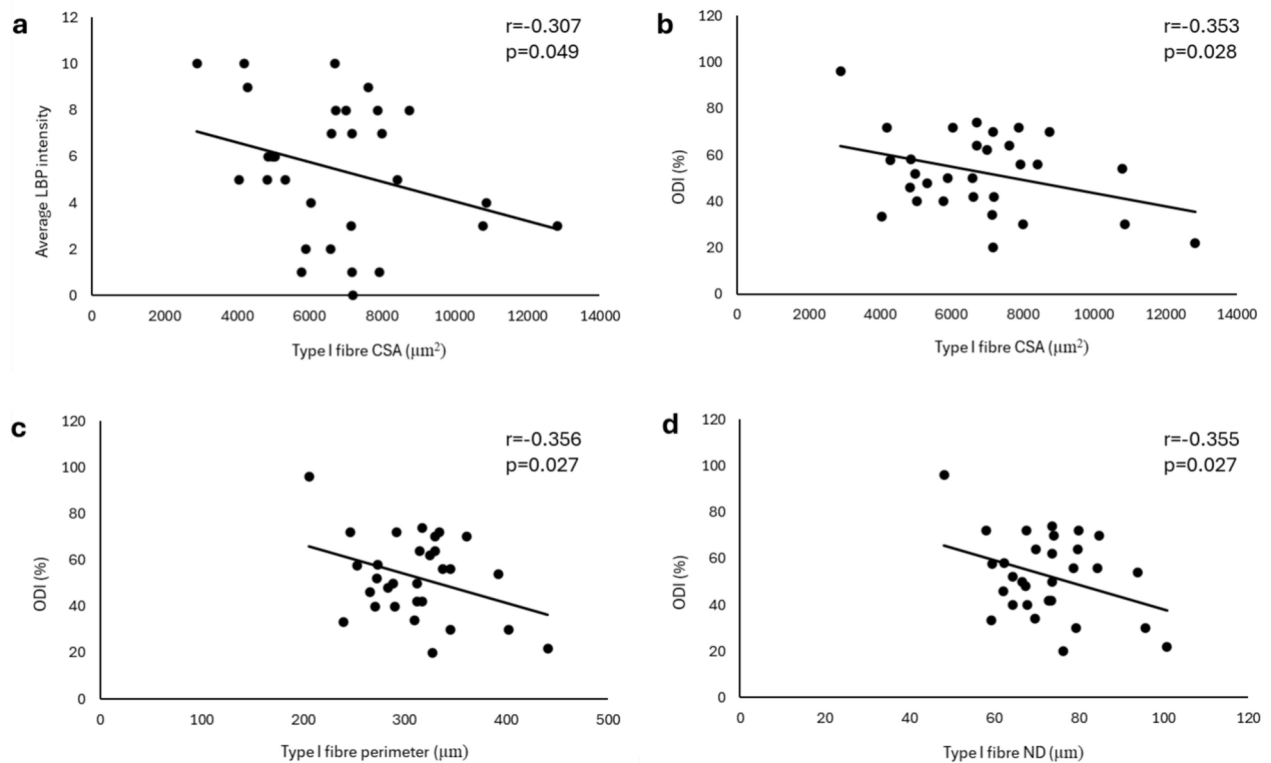 a
r=-0.307
p=0.049
12
10
8
6
4
2
0
Average LBP intensity
0 2000 4000 6000 8000 10000 12000 14000
Type I fibre CSA (μm²)
b
r=-0.353
p=0.028
120
100
80
60
40
20
0
ODI (%)
0 2000 4000 6000 8000 10000 12000 14000
Type I fibre CSA (μm²)
c
r=-0.356
p=0.027
120
100
80
60
40
20
0
ODI (%)
0 100 200 300 400 500
Type I fibre perimeter (μm)
d
r=-0.355
p=0.027
120
100
80
60
40
20
0
ODI (%)
0 20 40 60 80 100 120
Type I fibre ND (μm)